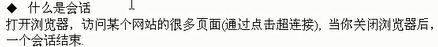 ◆ 什么是会话
打开浏览器，访问某个网站的很多页面(通过点击超连接)，当你关闭浏览器后，
一个会话结束.